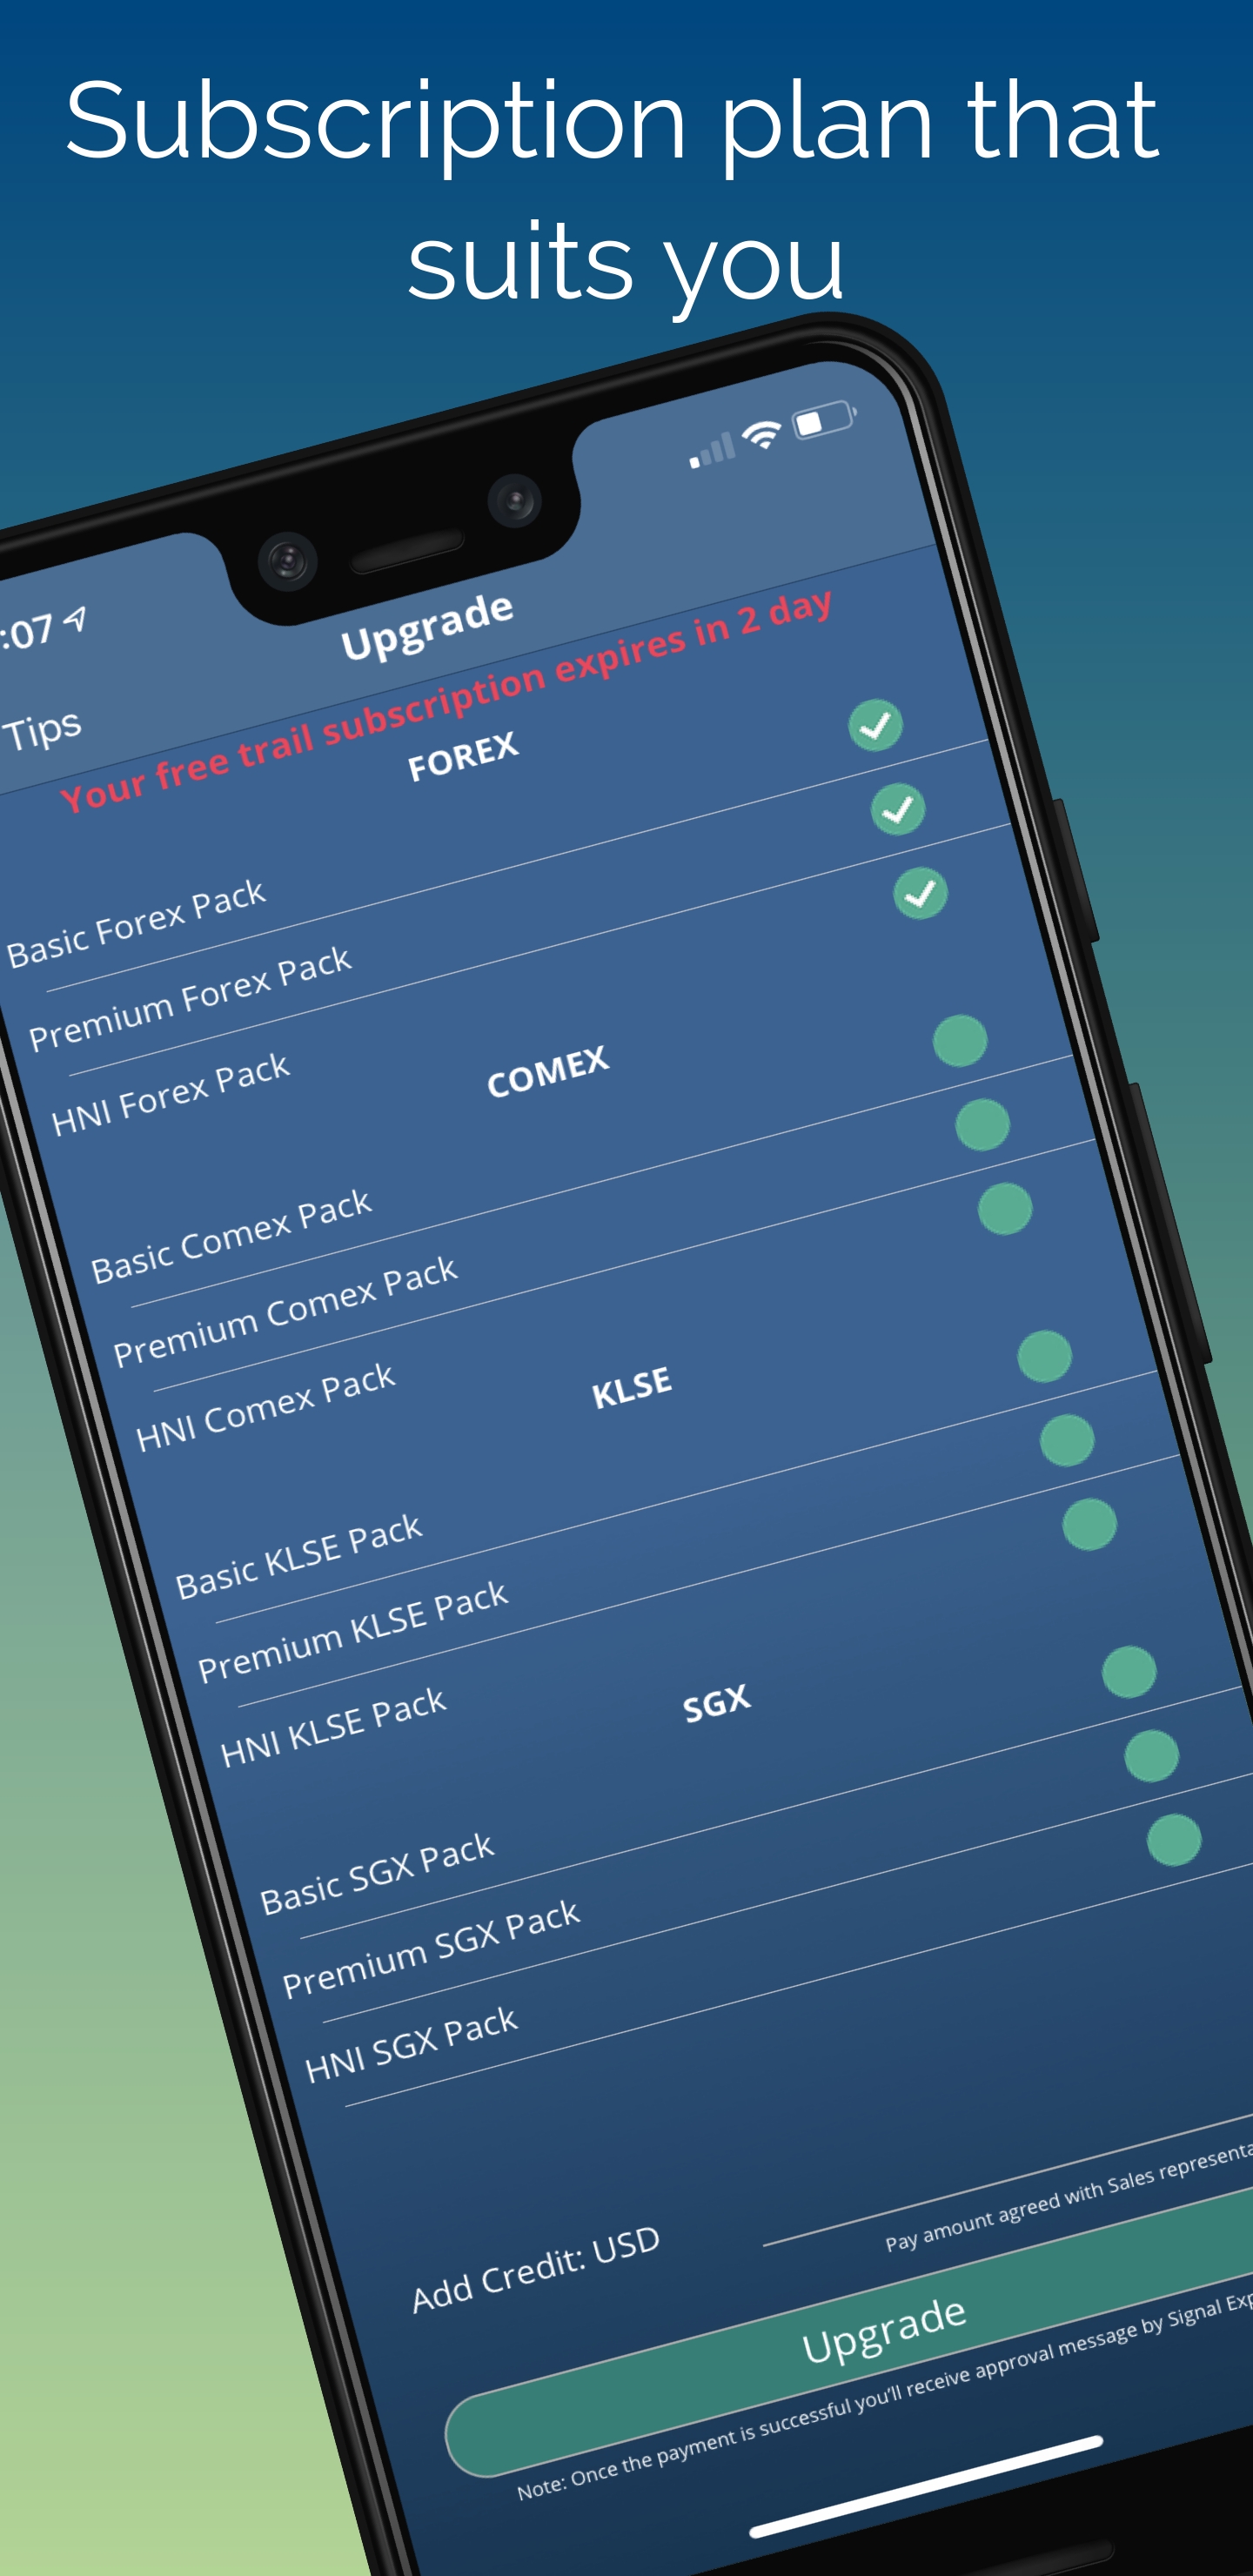 Subscription plan that
suits you
:07
Upgrade
Tips
Your free trail subscription expires in 2 day
FOREX
Basic Forex Pack
Premium Forex Pack
HNI Forex Pack
COMEX
Basic Comex Pack
Premium Comex Pack
HNI Comex Pack
KLSE
Basic KLSE Pack
Premium KLSE Pack
HNI KLSE Pack
SGX
Basic SGX Pack
Premium SGX Pack
HNI SGX Pack
Add Credit: USD
Pay amount agreed with Sales
Upgrade
Note: Once the payment is successful you'll receive approval message by Signal